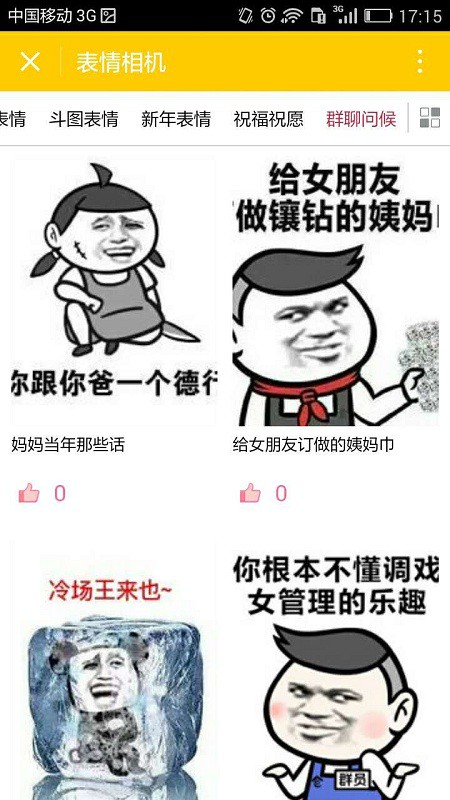 中国移动 3G
3G
17:15
表情相机
表情
斗图表情
新年表情
祝福祝愿
群聊问候
给女朋友
做镶钻的姨妈
你跟你爸一个德行
妈妈当年那些话
给女朋友订做的姨妈巾
0
0
冷场王来也~
你根本不懂调戏
女管理的乐趣
群员